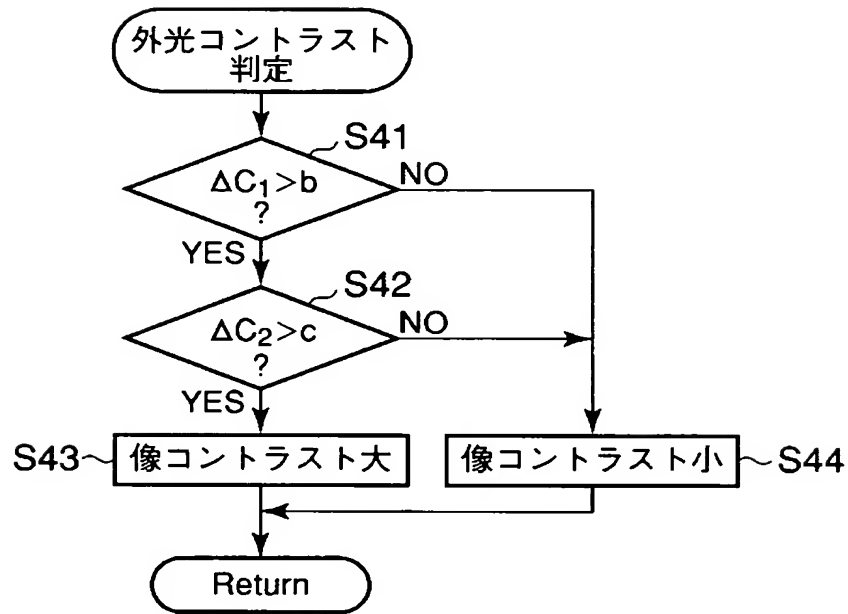 外光コントラスト
判定
S41
ΔC₁>b
?
NO
YES
S42
ΔC₂>c
?
NO
YES
S43
像コントラスト大
像コントラスト小
S44
Return